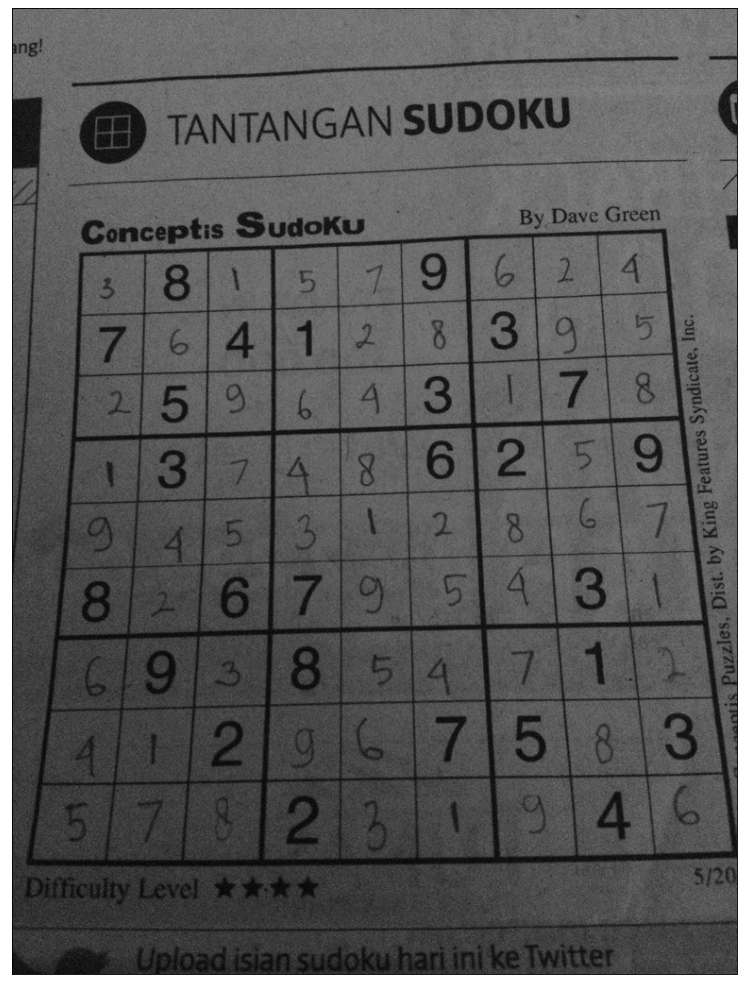 ang!
TANTANGAN SUDOKU
Conceptis SudoKu
By Dave Green
3 8 1 5 7 9 6 2 4
7 6 4 1 2 8 3 9 5
2 5 9 6 4 3 1 7 8
1 3 7 4 8 6 2 5 9
9 4 5 3 1 2 8 6 7
8 2 6 7 9 5 4 3 1
6 9 3 8 5 4 7 1 2
4 1 2 9 6 7 5 8 3
5 7 8 2 3 1 9 4 6
Puzzles, Dist. by King Features Syndicate, Inc.
Difficulty Level ★★★★
5/20
Upload isian sudoku hari ini ke Twitter